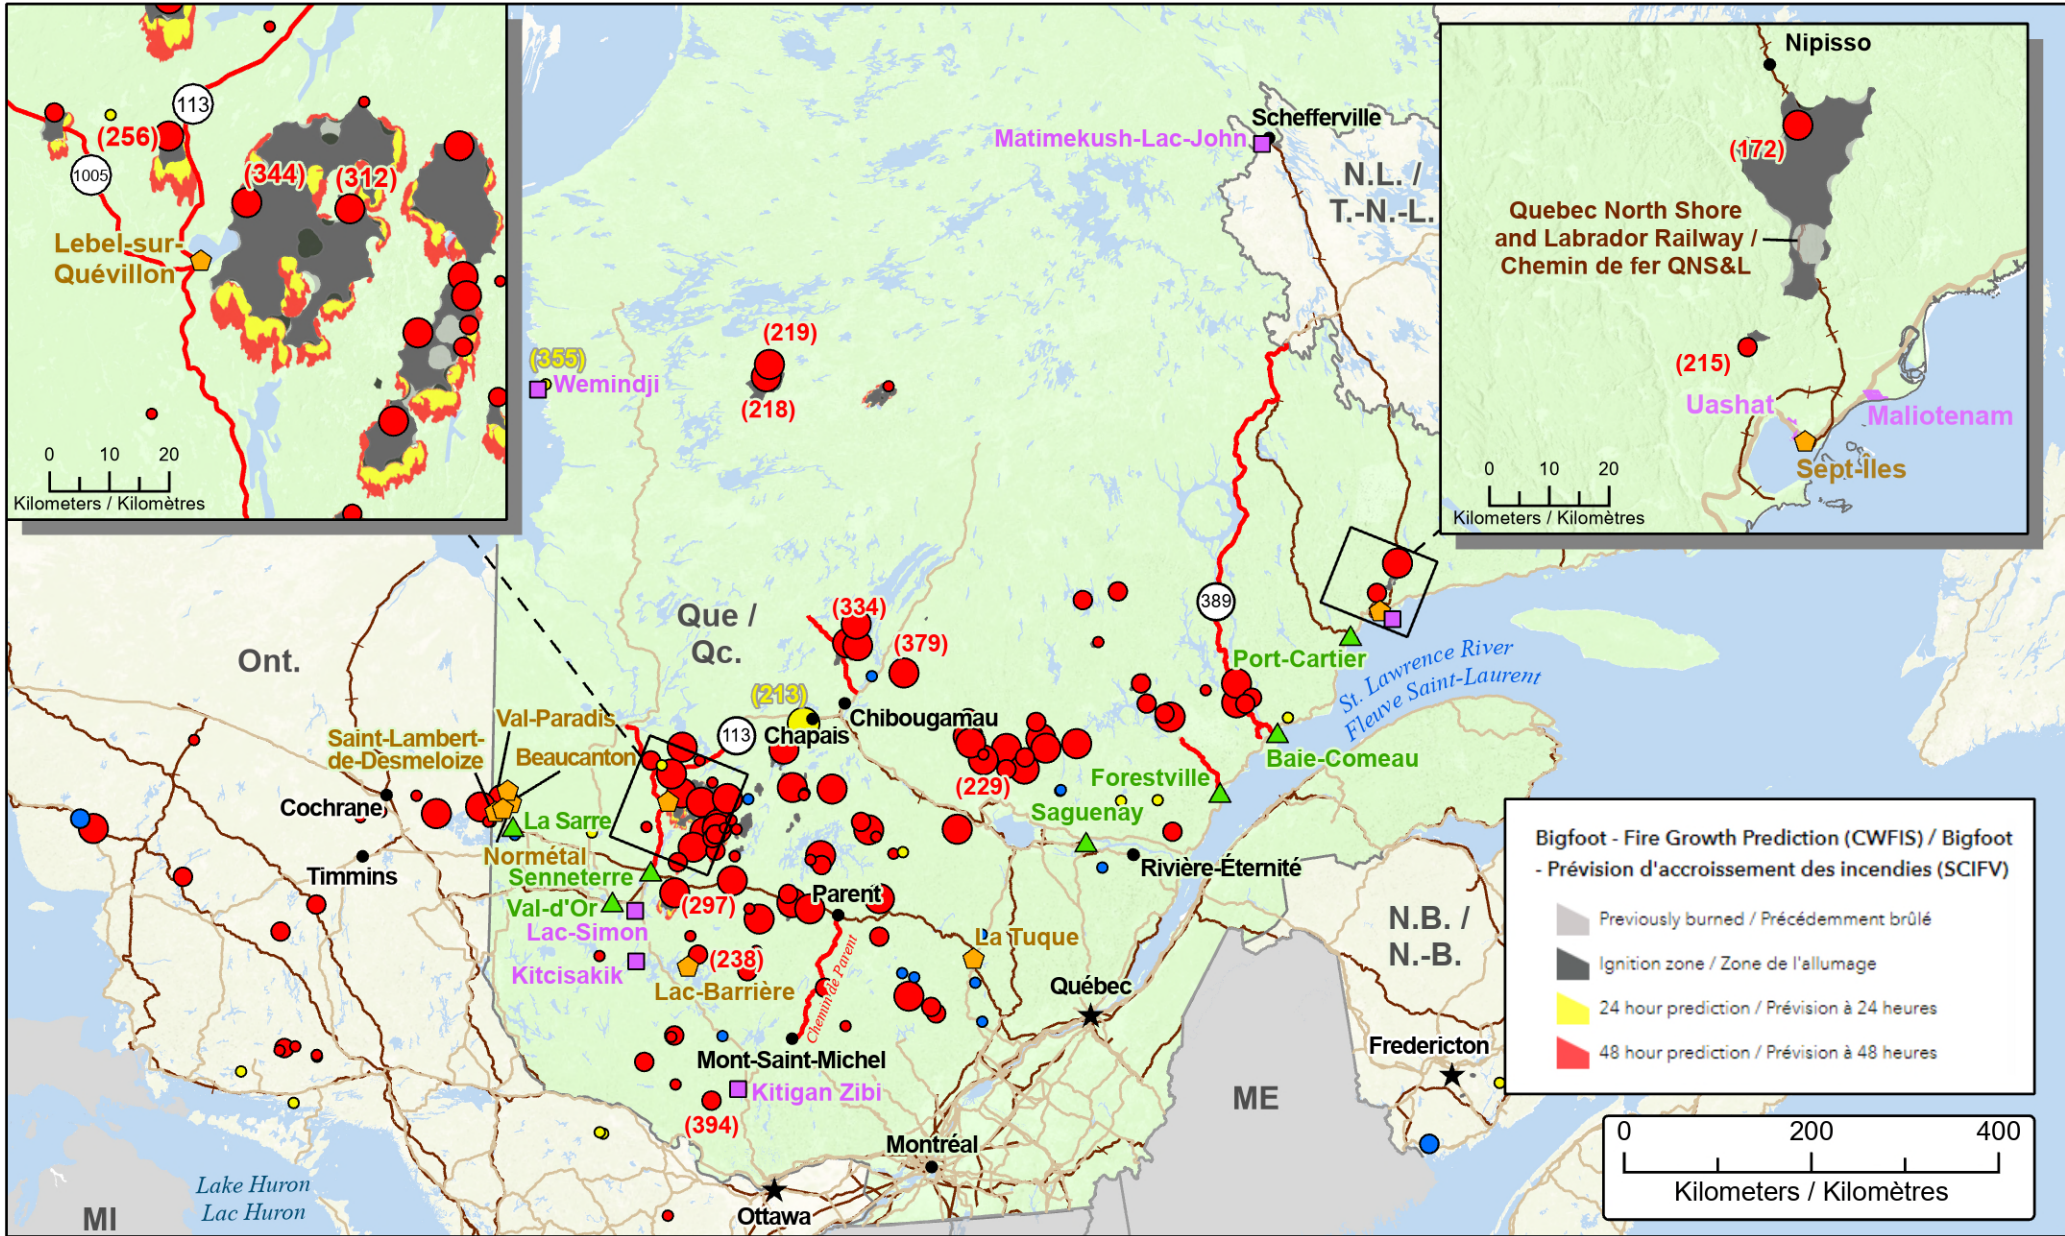 113
(256)
1005
(344)
(312)
Lebel-sur-
Quévillon
0 10 20
Kilometers / Kilomètres
Nipisso
(172)
Quebec North Shore
and Labrador Railway /
Chemin de fer QNS&L
(215)
Uashat
Maliotenam
Sept-Îles
0 10 20
Kilometers / Kilomètres
Schefferville
Matimekush-Lac-John
N.L. /
T.-N.-L.
(219)
(355)
Wemindji
(218)
389
(334)
Que /
Qc.
(379)
Ont.
Port-Cartier
St. Lawrence River
Fleuve Saint-Laurent
(213)
Chibougamau
Val-Paradis
113
Chapais
Saint-Lambert-
de-Desmeloize
Beaucanton
Baie-Comeau
(229)
Forestville
Cochrane
Saguenay
La Sarre
Normétal
Timmins
Senneterre
Rivière-Éternité
Parent
(297)
Val-d'Or
Lac-Simon
La Tuque
(238)
Kitcisakik
Lac-Barrière
Chemin de Parent
Québec
N.B. /
N.-B.
Mont-Saint-Michel
Fredericton
Kitigan Zibi
ME
(394)
Montréal
Lake Huron
Lac Huron
MI
Ottawa
Bigfoot - Fire Growth Prediction (CWFIS) / Bigfoot
- Prévision d'accroissement des incendies (SCIFV)
Previously burned / Précédemment brûlé
Ignition zone / Zone de l'allumage
24 hour prediction / Prévision à 24 heures
48 hour prediction / Prévision à 48 heures
0 200 400
Kilometers / Kilomètres